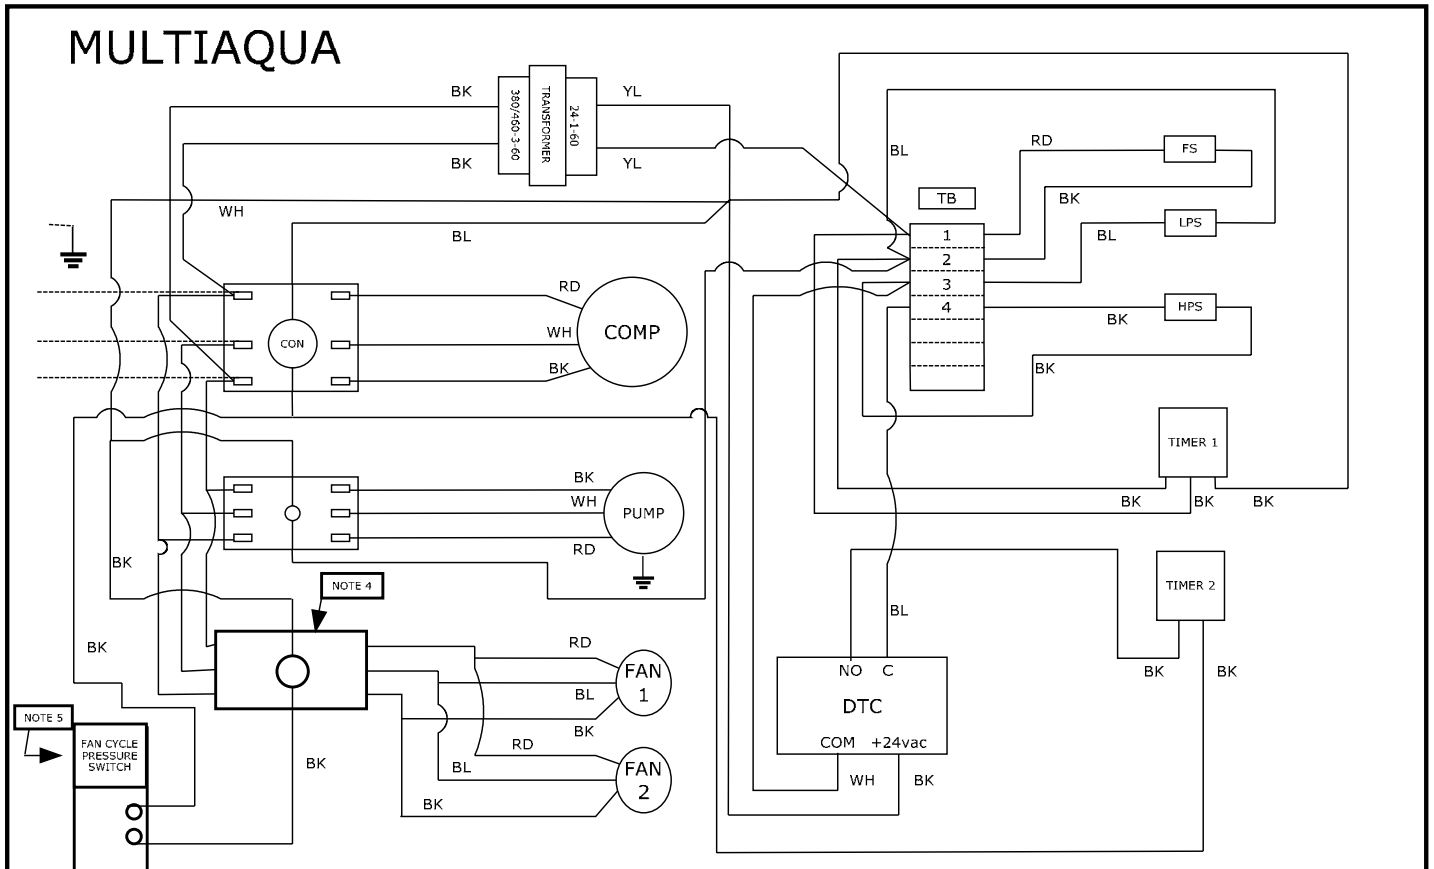 MULTIAQUA
BK
BK
380/460-3-60
TRANSFORMER
24-1-60
YL
YL
WH
BL
BL
RD
FS
BK
TB
LPS
BL
1
2
3
4
HPS
BK
BK
CON
RD
WH
BK
COMP
TIMER 1
BK
BK
BK
BK
WH
RD
PUMP
BK
NOTE 4
TIMER 2
BL
BK
BK
BK
RD
BL
BK
FAN
1
NO
C
DTC
COM
+24vac
WH
BK
NOTE 5
FAN CYCLE
PRESSURE
SWITCH
BK
RD
BL
BK
FAN
2